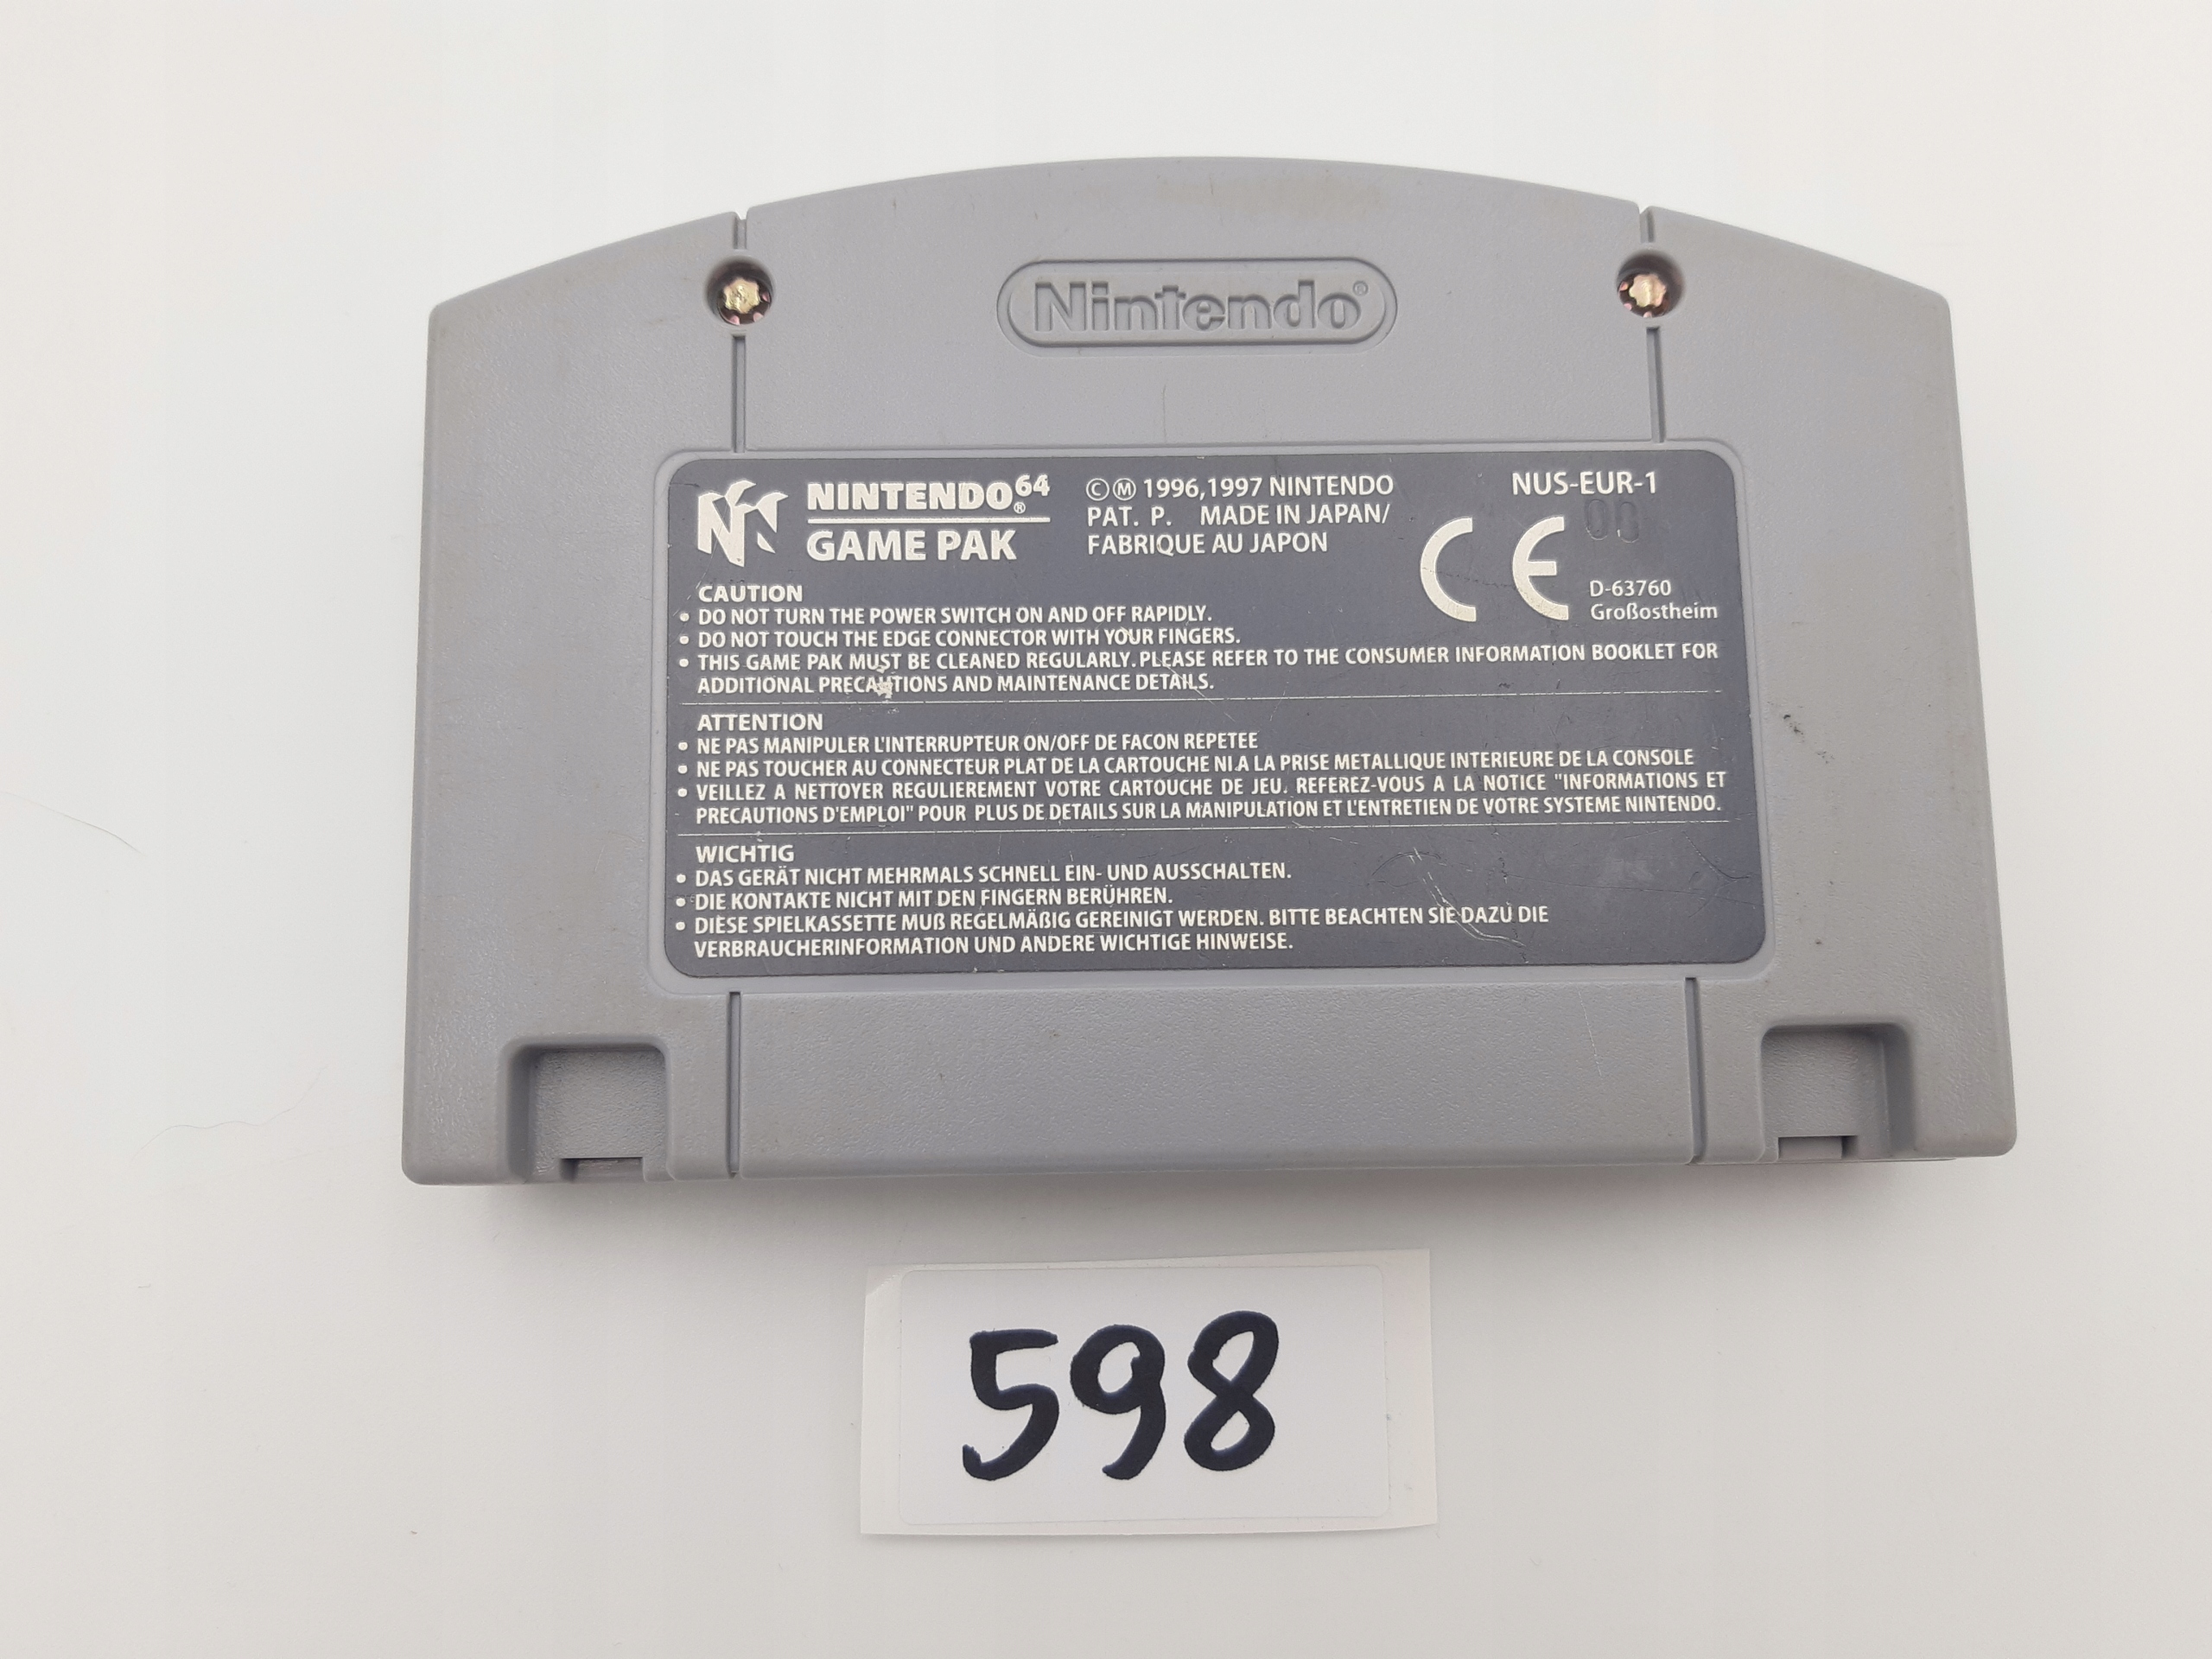 Nintendo®
NINTENDO64®
GAME PAK
ⒸⓂ 1996,1997 NINTENDO
PAT. P. MADE IN JAPAN/
FABRIQUE AU JAPON
NUS-EUR-1
CE
D-63760
Großostheim
CAUTION
• DO NOT TURN THE POWER SWITCH ON AND OFF RAPIDLY.
• DO NOT TOUCH THE EDGE CONNECTOR WITH YOUR FINGERS.
• THIS GAME PAK MUST BE CLEANED REGULARLY. PLEASE REFER TO THE CONSUMER INFORMATION BOOKLET FOR
ADDITIONAL PRECAUTIONS AND MAINTENANCE DETAILS.
ATTENTION
• NE PAS MANIPULER L'INTERRUPTEUR ON/OFF DE FACON REPETEE
• NE PAS TOUCHER AU CONNECTEUR PLAT DE LA CARTOUCHE NI A LA PRISE METALLIQUE INTERIEURE DE LA CONSOLE
• VEILLEZ A NETTOYER REGULIEREMENT VOTRE CARTOUCHE DE JEU. REFEREZ-VOUS A LA NOTICE "INFORMATIONS ET
PRECAUTIONS D'EMPLOI" POUR PLUS DE DETAILS SUR LA MANIPULATION ET L'ENTRETIEN DE VOTRE SYSTEME NINTENDO.
WICHTIG
• DAS GERÄT NICHT MEHRMALS SCHNELL EIN- UND AUSSCHALTEN.
• DIE KONTAKTE NICHT MIT DEN FINGERN BERÜHREN.
• DIESE SPIELKASSETTE MUß REGELMÄßIG GEREINIGT WERDEN. BITTE BEACHTEN SIE DAZU DIE
VERBRAUCHERINFORMATION UND ANDERE WICHTIGE HINWEISE.
598